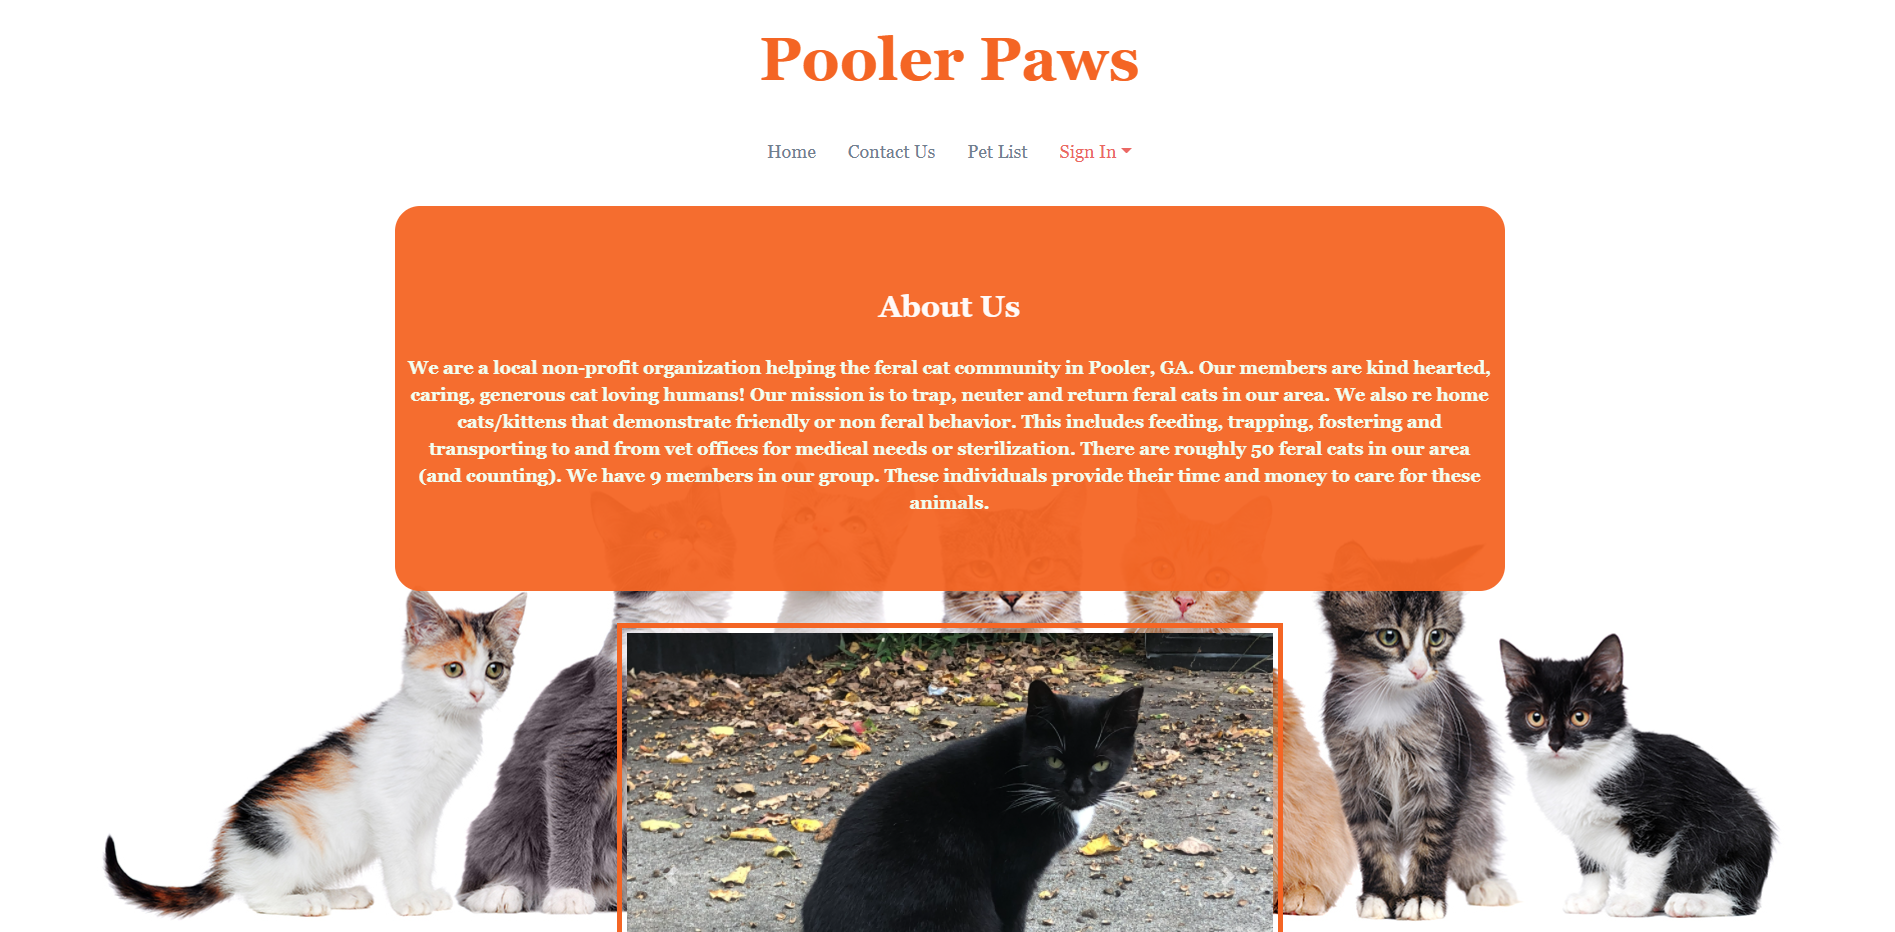 Pooler Paws
Home Contact Us Pet List Sign In
About Us
We are a local non-profit organization helping the feral cat community in Pooler, GA. Our members are kind hearted,
caring, generous cat loving humans! Our mission is to trap, neuter and return feral cats in our area. We also re home
cats/kittens that demonstrate friendly or non feral behavior. This includes feeding, trapping, fostering and
transporting to and from vet offices for medical needs or sterilization. There are roughly 50 feral cats in our area
(and counting). We have 9 members in our group. These individuals provide their time and money to care for these
animals.